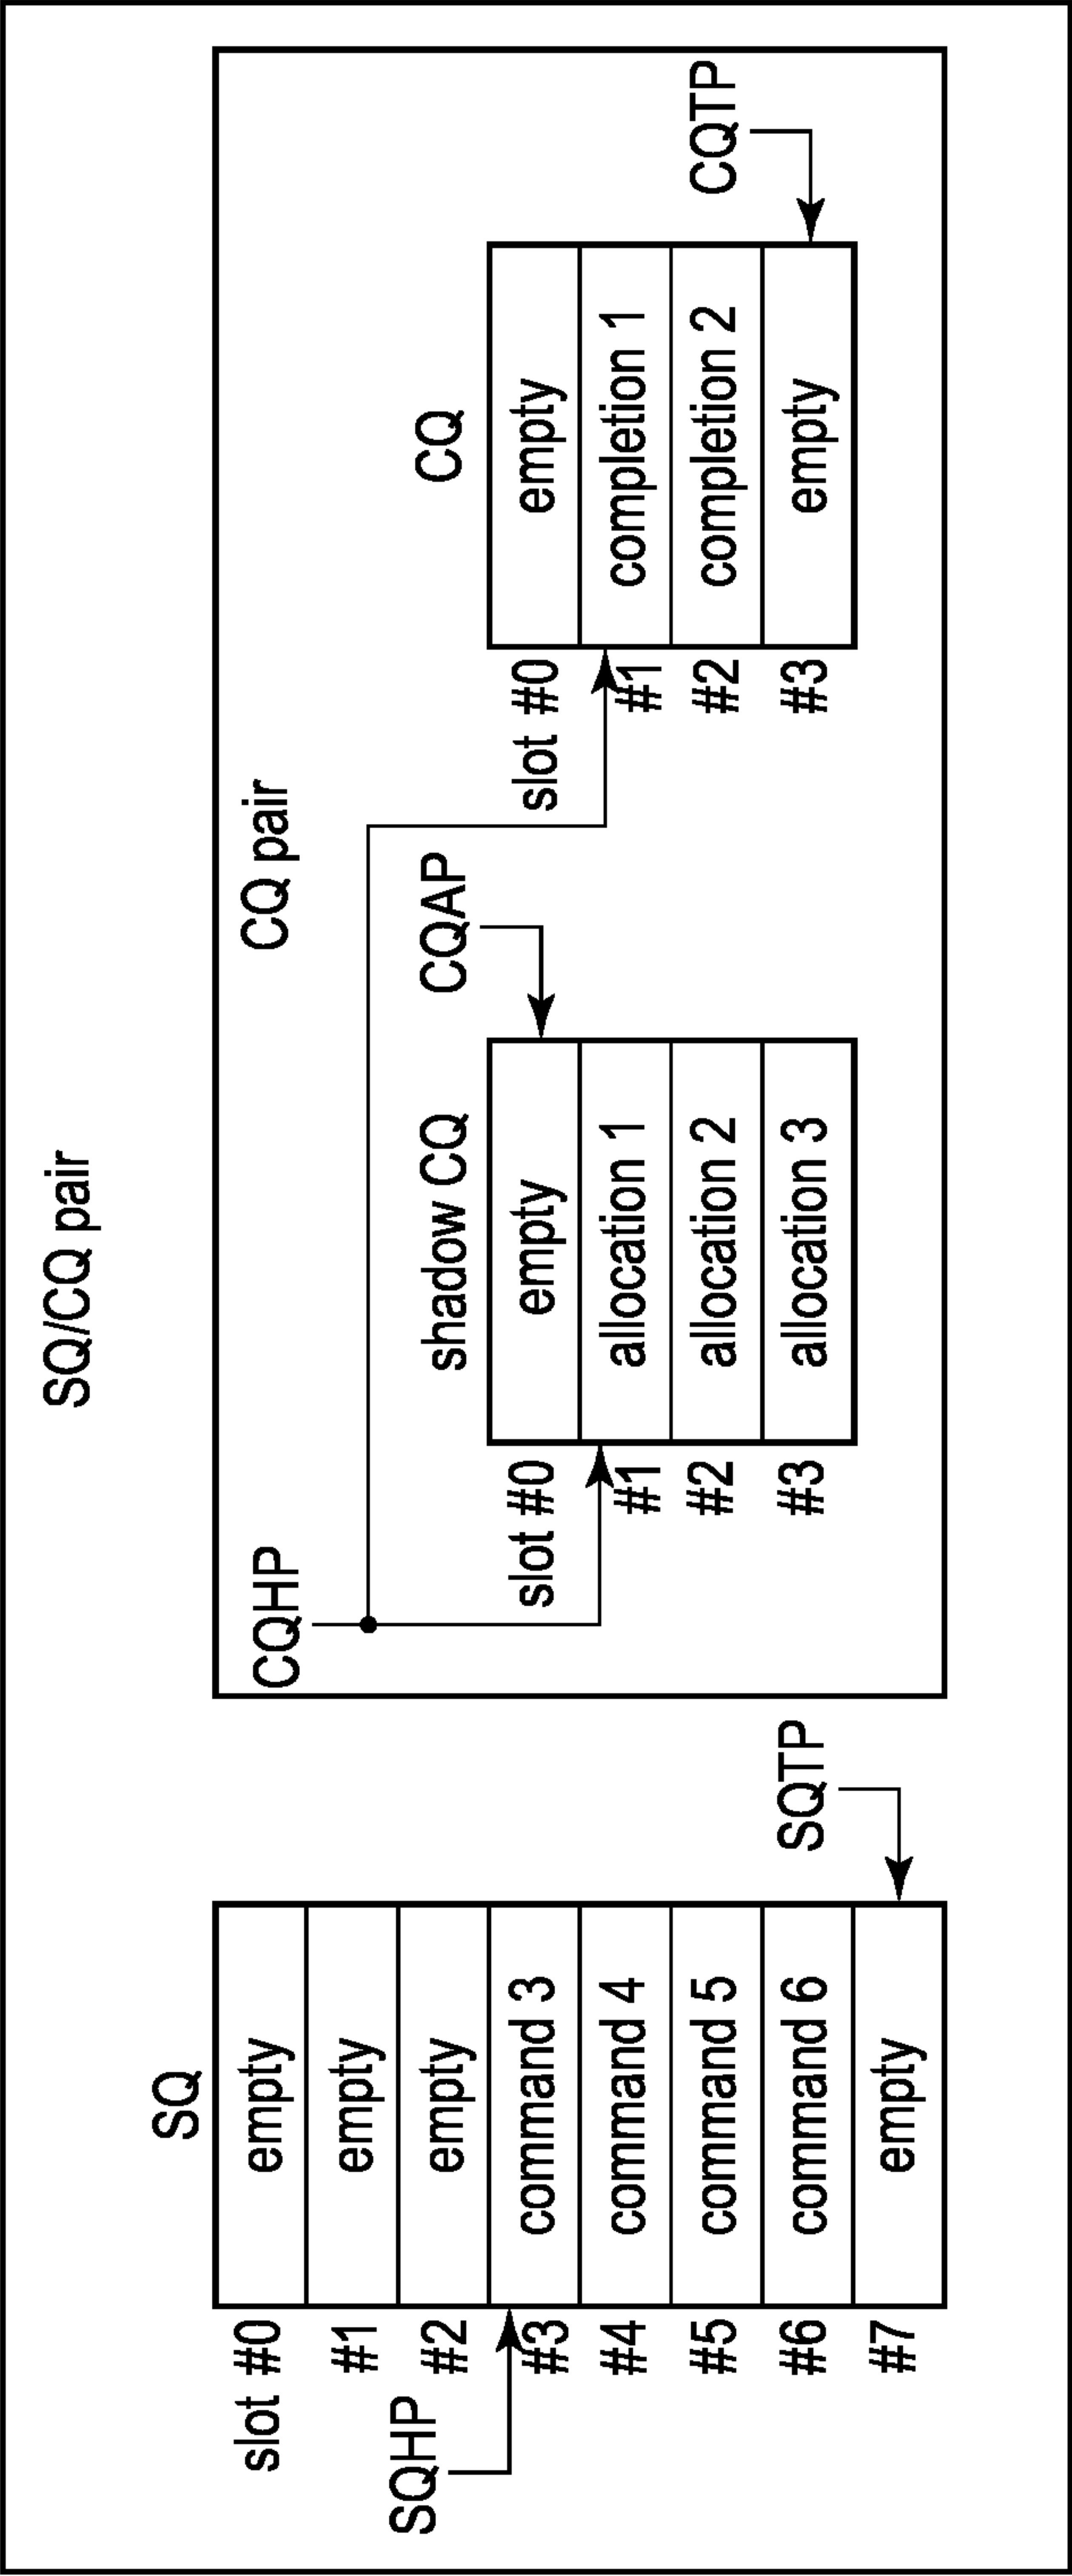 SQ/CQ pair
SQ
slot #0
empty
#1
empty
#2
empty
SQHP
#3
command 3
#4
command 4
#5
command 5
#6
command 6
#7
empty
SQTP
CQ pair
CQHP
shadow CQ
CQAP
slot #0
empty
#1
allocation 1
#2
allocation 2
#3
allocation 3
CQ
slot #0
empty
#1
completion 1
#2
completion 2
#3
empty
CQTP